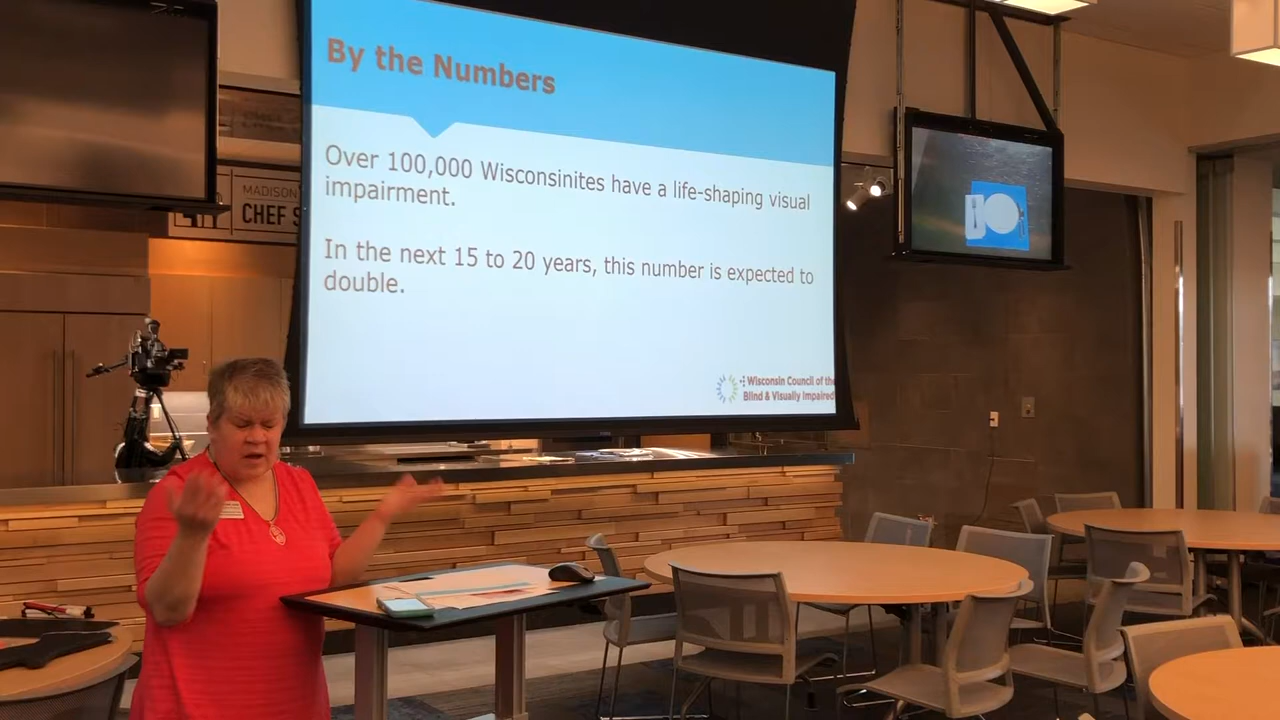 By the Numbers
Over 100,000 Wisconsinites have a life-shaping visual
impairment.
In the next 15 to 20 years, this number is expected to
double.
Wisconsin Council of the
Blind & Visually Impaired
MADISON
CHEF S